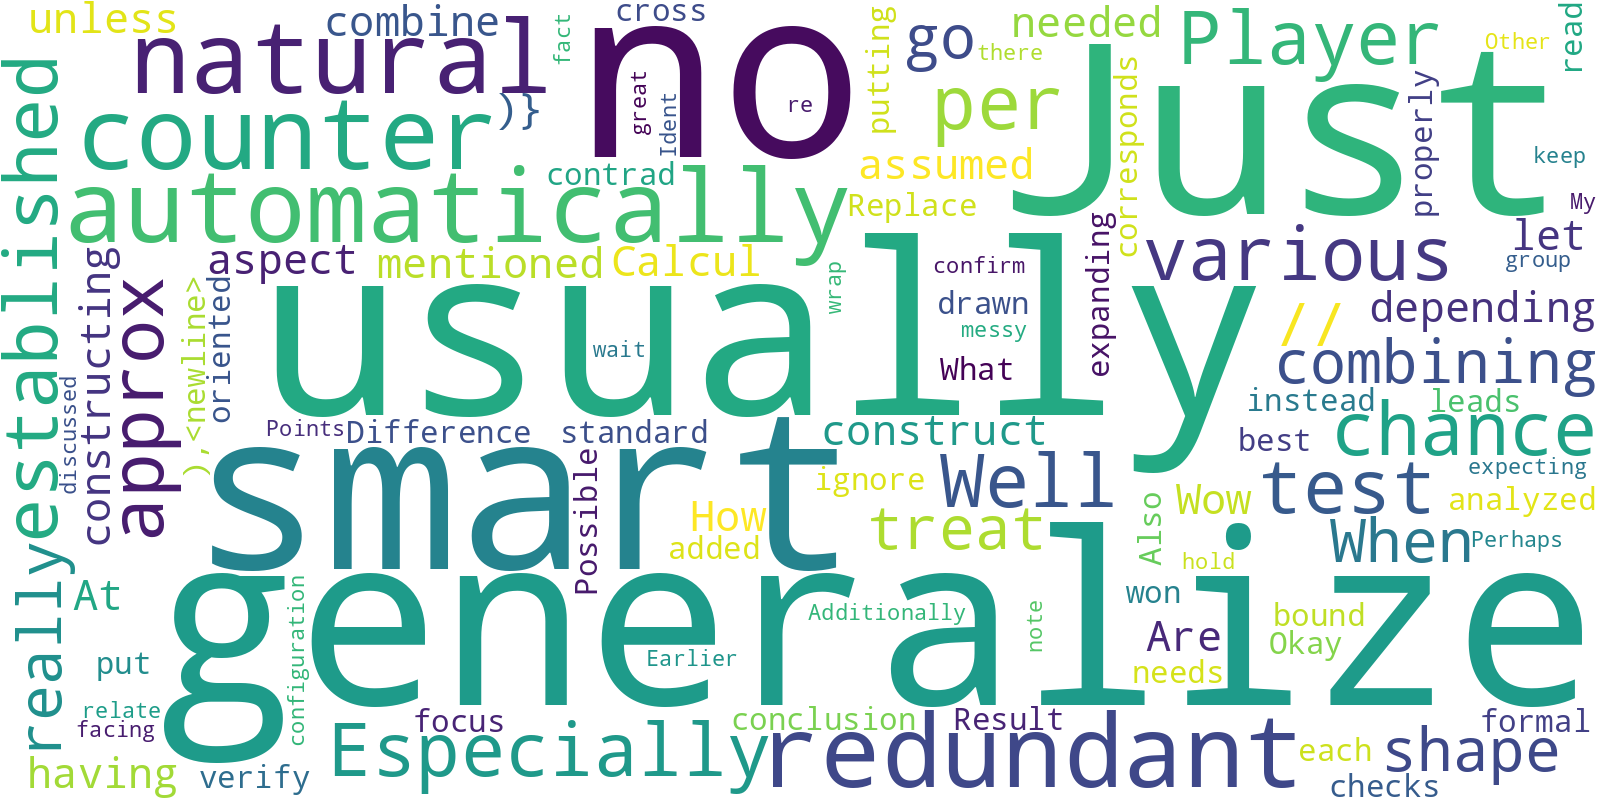 unless
combine
cross
natural
fact
no
great
Ident
re
putting
go
there
needed
Player
Other
read
per
Just
corresponds
properly
keep
My
counter
)}
contrad
assumed
Replace
automatically
established
aspect
mentioned
Calcul
wrap
confirm
drawn
messy
What
expanding
various
let
group
depending
//
combining
constructing
approx
),<newline>
oriented
usually
wait
instead
leads
chance
best
discussed
Points
Difference
standard
construct
Possible
smart
ignore
Well
test
expecting
analyzed
Wow
Also
How
added
treat
When
Perhaps
hold
really
At
configuration
generalize
Additionally
note
Earlier
won
bound
Are
Okay
needs
put
relate
facing
focus
conclusion
Result
formal
having
verify
Especially
redundant
each
shape
checks